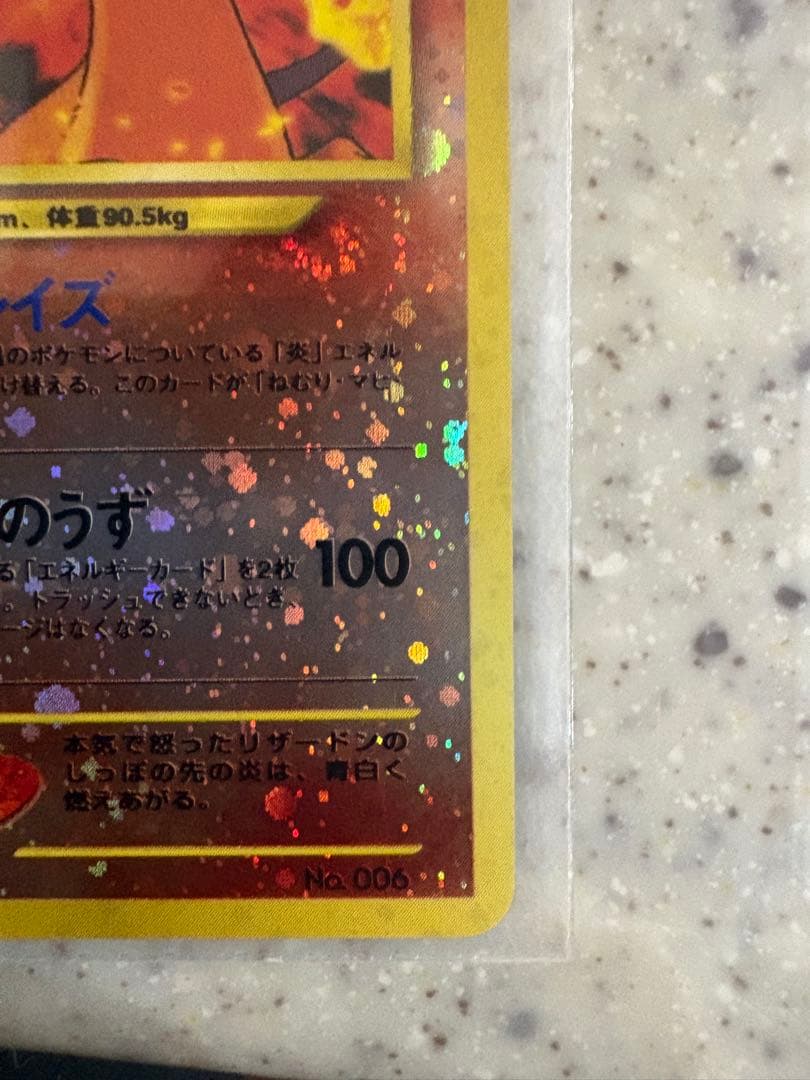 m、体重90.5kg
レイズ
のポケモンについている「炎」エネル
け替える。このカードが「ねむり・マヒ・
のうず
100
る「エネルギーカード」を2枚
。トラッシュできないとき、
ージはなくなる。
本気で怒ったリザードンの
しっぽの先の炎は、青白く
燃えあがる。
No. 006